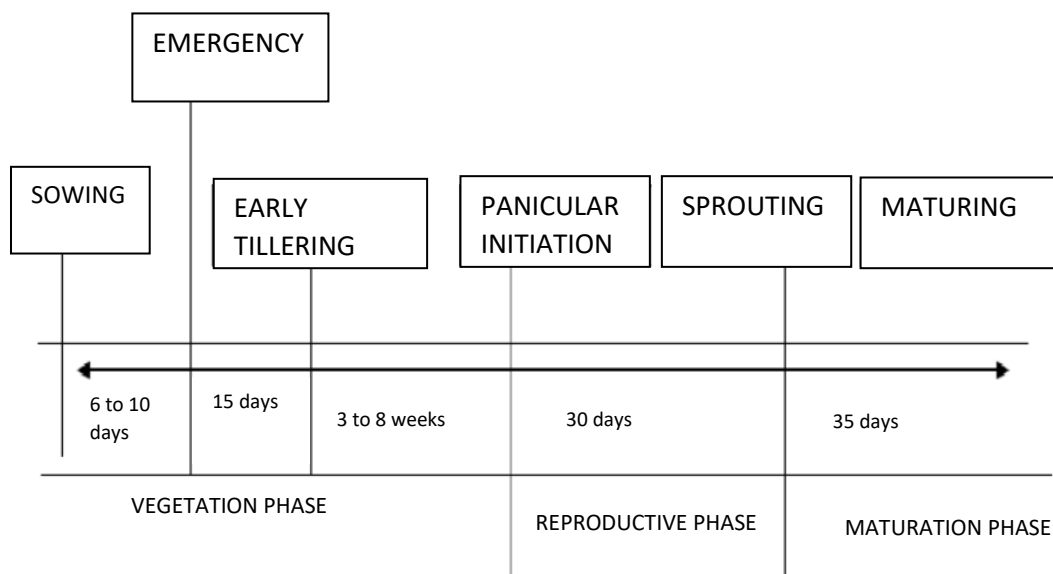 EMERGENCY
SOWING
EARLY
TILLERING
PANICULAR
INITIATION
SPROUTING
MATURING
6 to 10
days
15 days
3 to 8 weeks
30 days
35 days
VEGETATION PHASE
REPRODUCTIVE PHASE
MATURATION PHASE